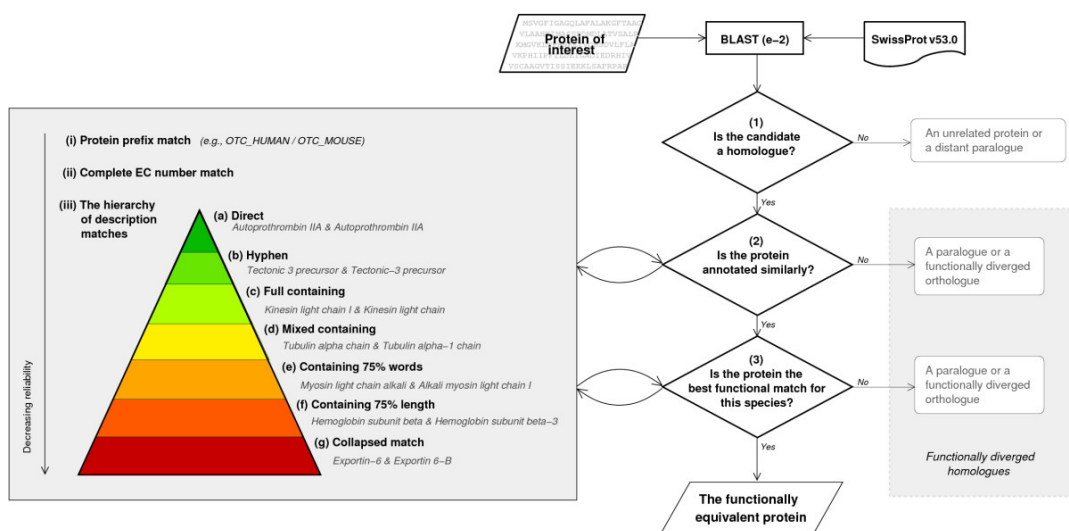 Protein of
interest
BLAST (e-2)
SwissProt v53.0
(1)
Is the candidate
a homologue?
No
An unrelated protein or
a distant paralogue
Yes
(2)
Is the protein
annotated similarly?
No
A paralogue or a
functionally diverged
orthologue
Yes
(3)
Is the protein the
best functional match for
this species?
No
A paralogue or a
functionally diverged
orthologue
Functionally diverged
homologues
Yes
The functionally
equivalent protein
Decreasing reliability
(i) Protein prefix match (e.g., OTC_HUMAN / OTC_MOUSE)
(ii) Complete EC number match
(iii) The hierarchy
of description
matches
(a) Direct
Autoprothrombin IIA & Autoprothrombin IIA
(b) Hyphen
Tectonic 3 precursor & Tectonic−3 precursor
(c) Full containing
Kinesin light chain I & Kinesin light chain
(d) Mixed containing
Tubulin alpha chain & Tubulin alpha−1 chain
(e) Containing 75% words
Myosin light chain alkali & Alkali myosin light chain I
(f) Containing 75% length
Hemoglobin subunit beta & Hemoglobin subunit beta−3
(g) Collapsed match
Exportin−6 & Exportin 6−B